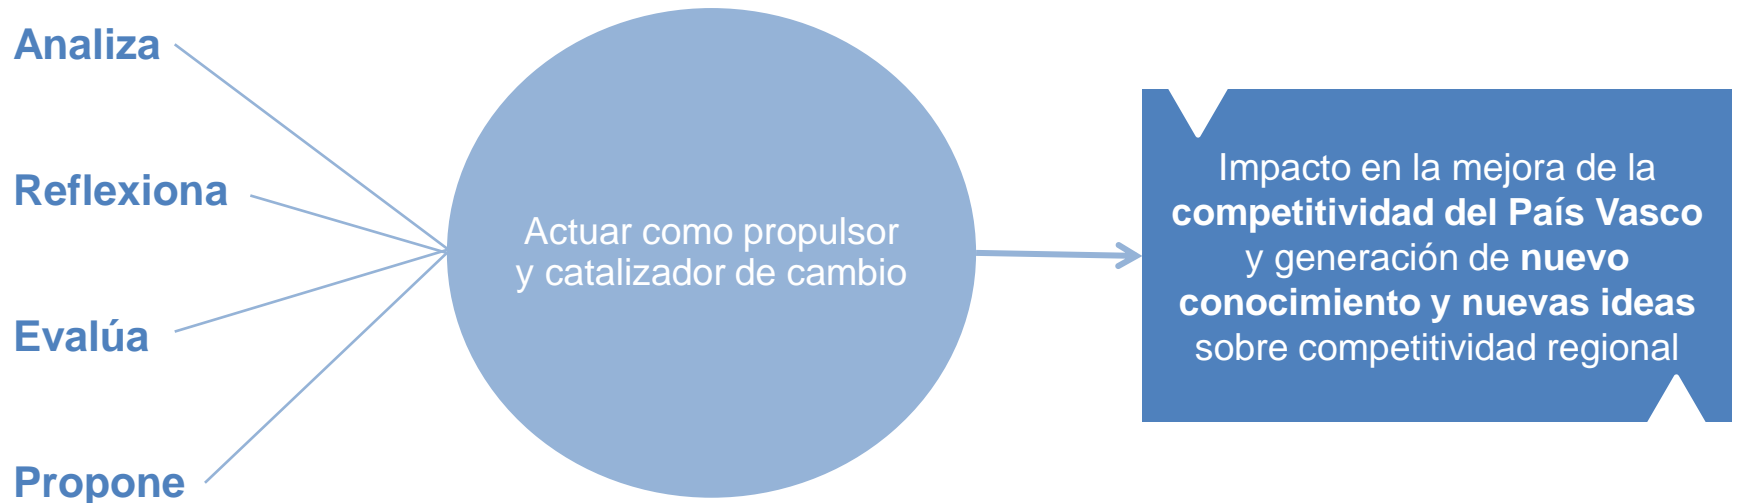 Analiza
Reflexiona
Evalúa
Propone
Actuar como propulsor
y catalizador de cambio
Impacto en la mejora de la
competitividad del País Vasco
y generación de nuevo
conocimiento y nuevas ideas
sobre competitividad regional